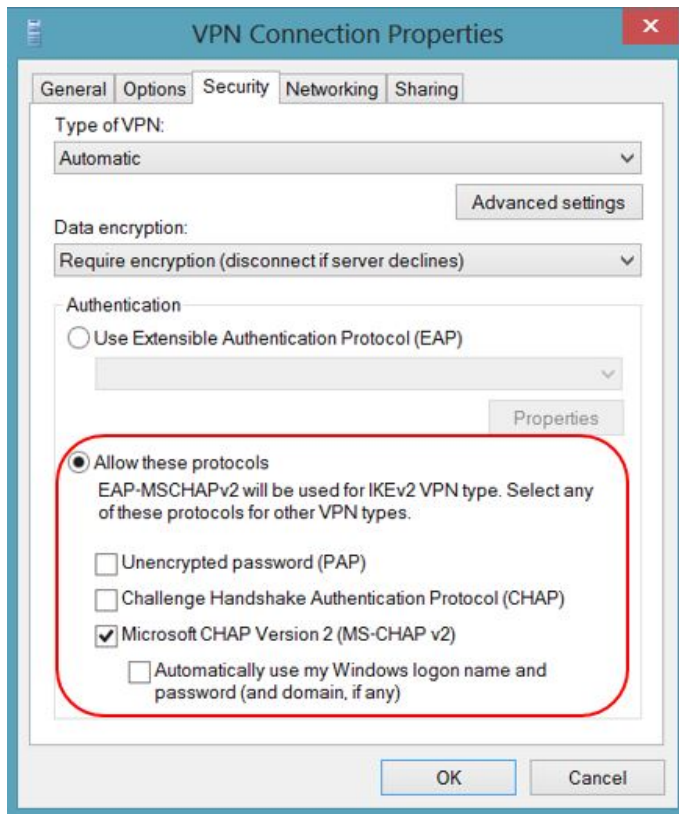 VPN Connection Properties
General Options Security Networking Sharing
Type of VPN:
Automatic
Advanced settings
Data encryption:
Require encryption (disconnect if server declines)
Authentication
Use Extensible Authentication Protocol (EAP)
Properties
Allow these protocols
EAP-MSCHAPv2 will be used for IKEv2 VPN type. Select any
of these protocols for other VPN types.
Unencrypted password (PAP)
Challenge Handshake Authentication Protocol (CHAP)
Microsoft CHAP Version 2 (MS-CHAP v2)
Automatically use my Windows logon name and
password (and domain, if any)
OK Cancel